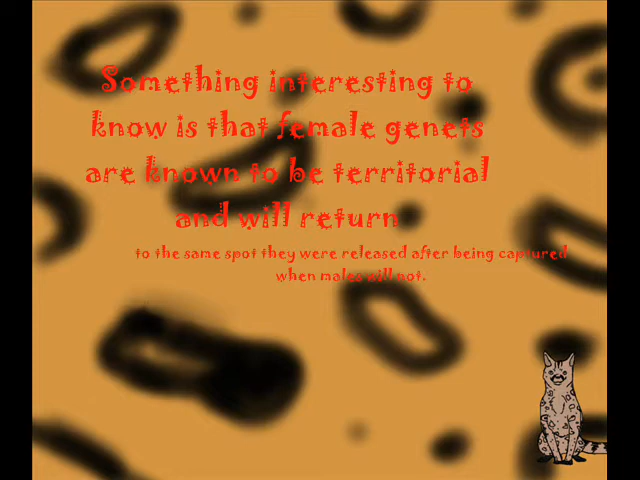 Something interesting to
know is that female genets
are known to be territorial
and will return
to the same spot they were released after being captured
when males will not.